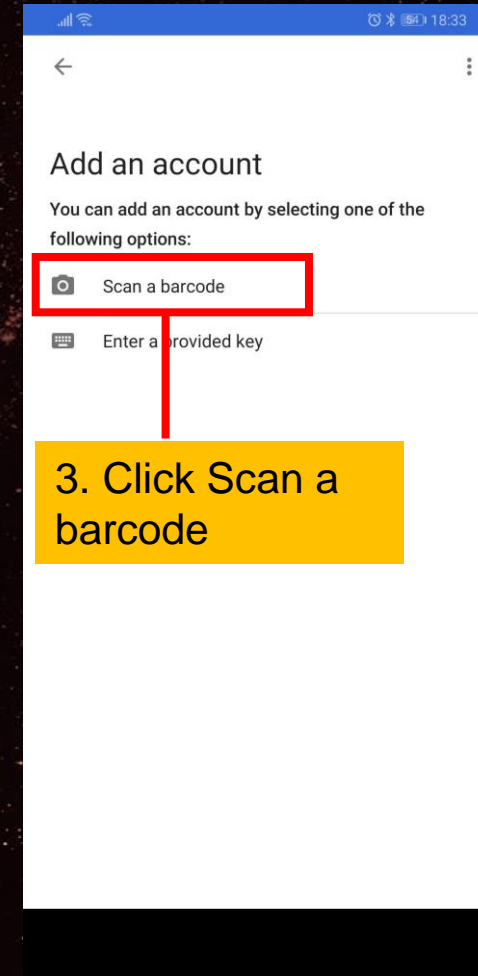 54 18:33
Add an account
You can add an account by selecting one of the
following options:
Scan a barcode
Enter a provided key
3. Click Scan a
barcode